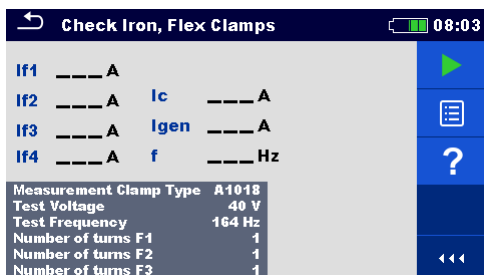 Check Iron, Flex Clamps 08:03
If1 ___A
If2 ___A Ic ___A
If3 ___A Igen ___A
If4 ___A f ___Hz
?
Measurement Clamp Type A1018
Test Voltage 40 V
Test Frequency 164 Hz
Number of turns F1 1
Number of turns F2 1
Number of turns F3 1